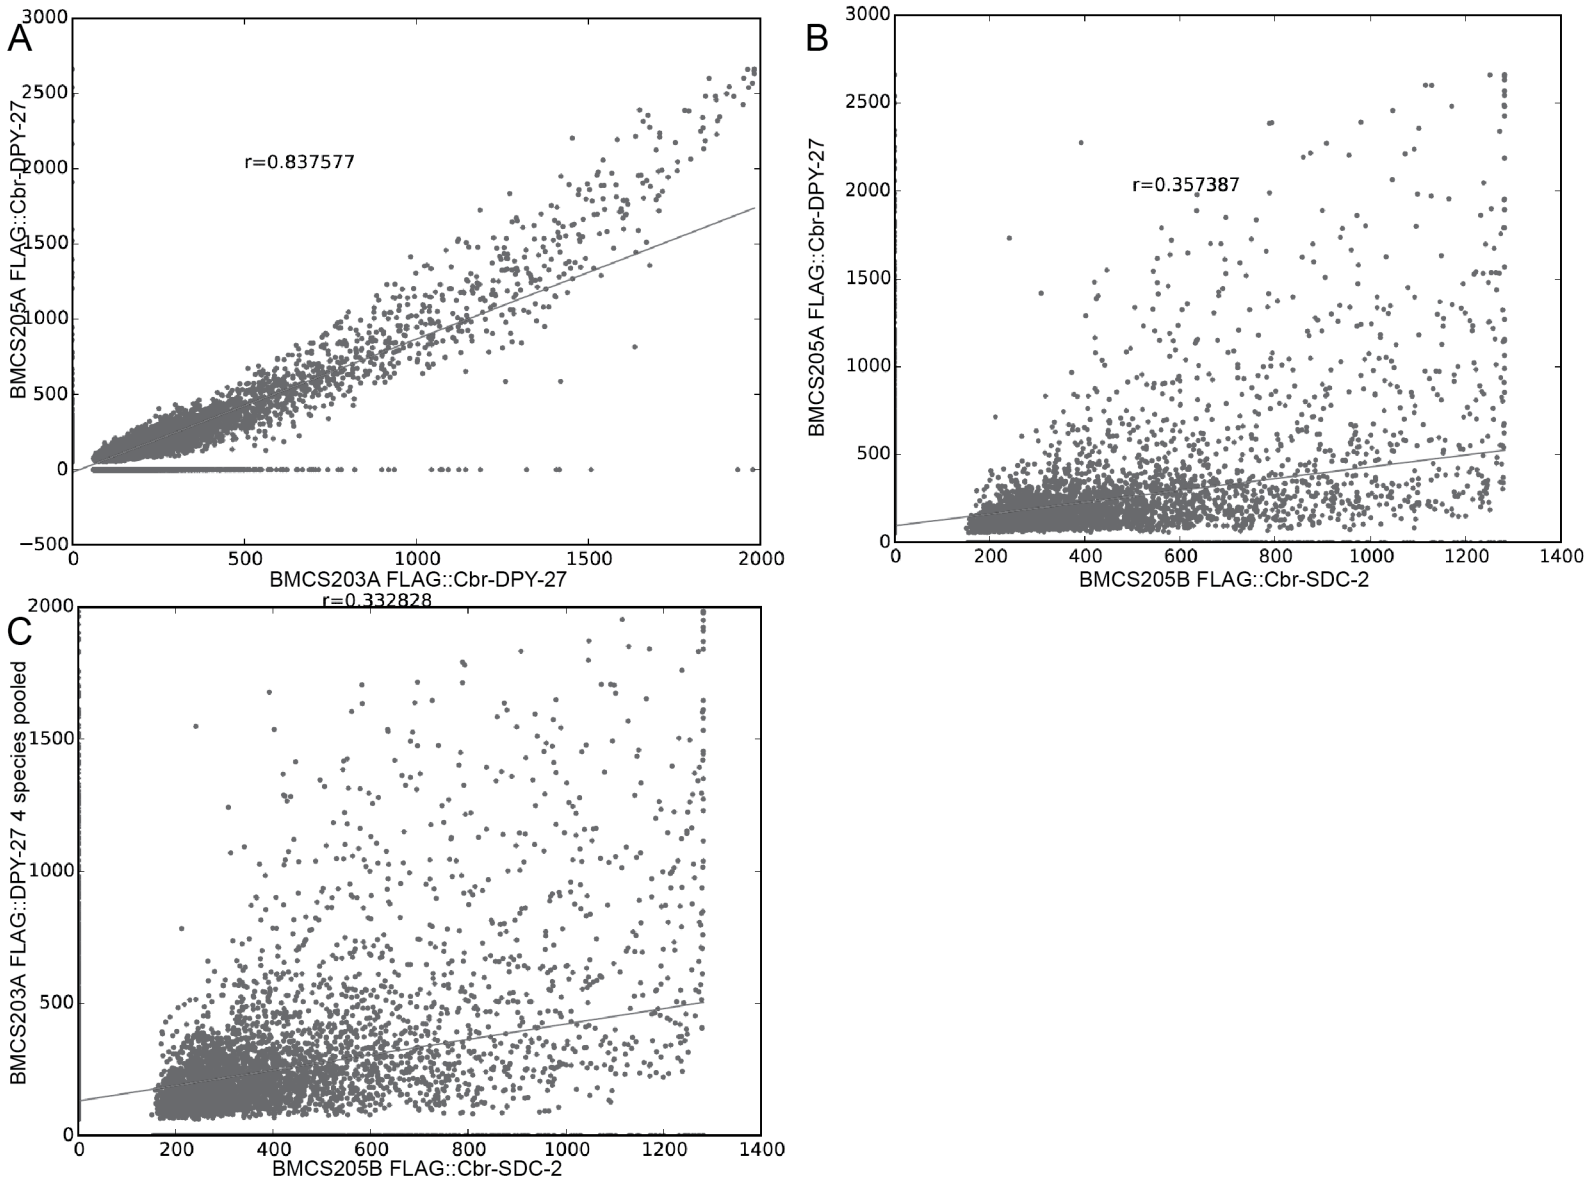 A
3000
2500
2000
1500
1000
500
0
−500
BMCS205A FLAG::Cbr-DPY-27
r=0.837577
0 500 1000 1500 2000
BMCS203A FLAG::Cbr-DPY-27
B
3000
2500
2000
1500
1000
500
0
BMCS205A FLAG::Cbr-DPY-27
r=0.357387
0 200 400 600 800 1000 1200 1400
BMCS205B FLAG::Cbr-SDC-2
r=0.332828
C
2000
1500
1000
500
0
BMCS203A FLAG::DPY-27 4 species pooled
0 200 400 600 800 1000 1200 1400
BMCS205B FLAG::Cbr-SDC-2